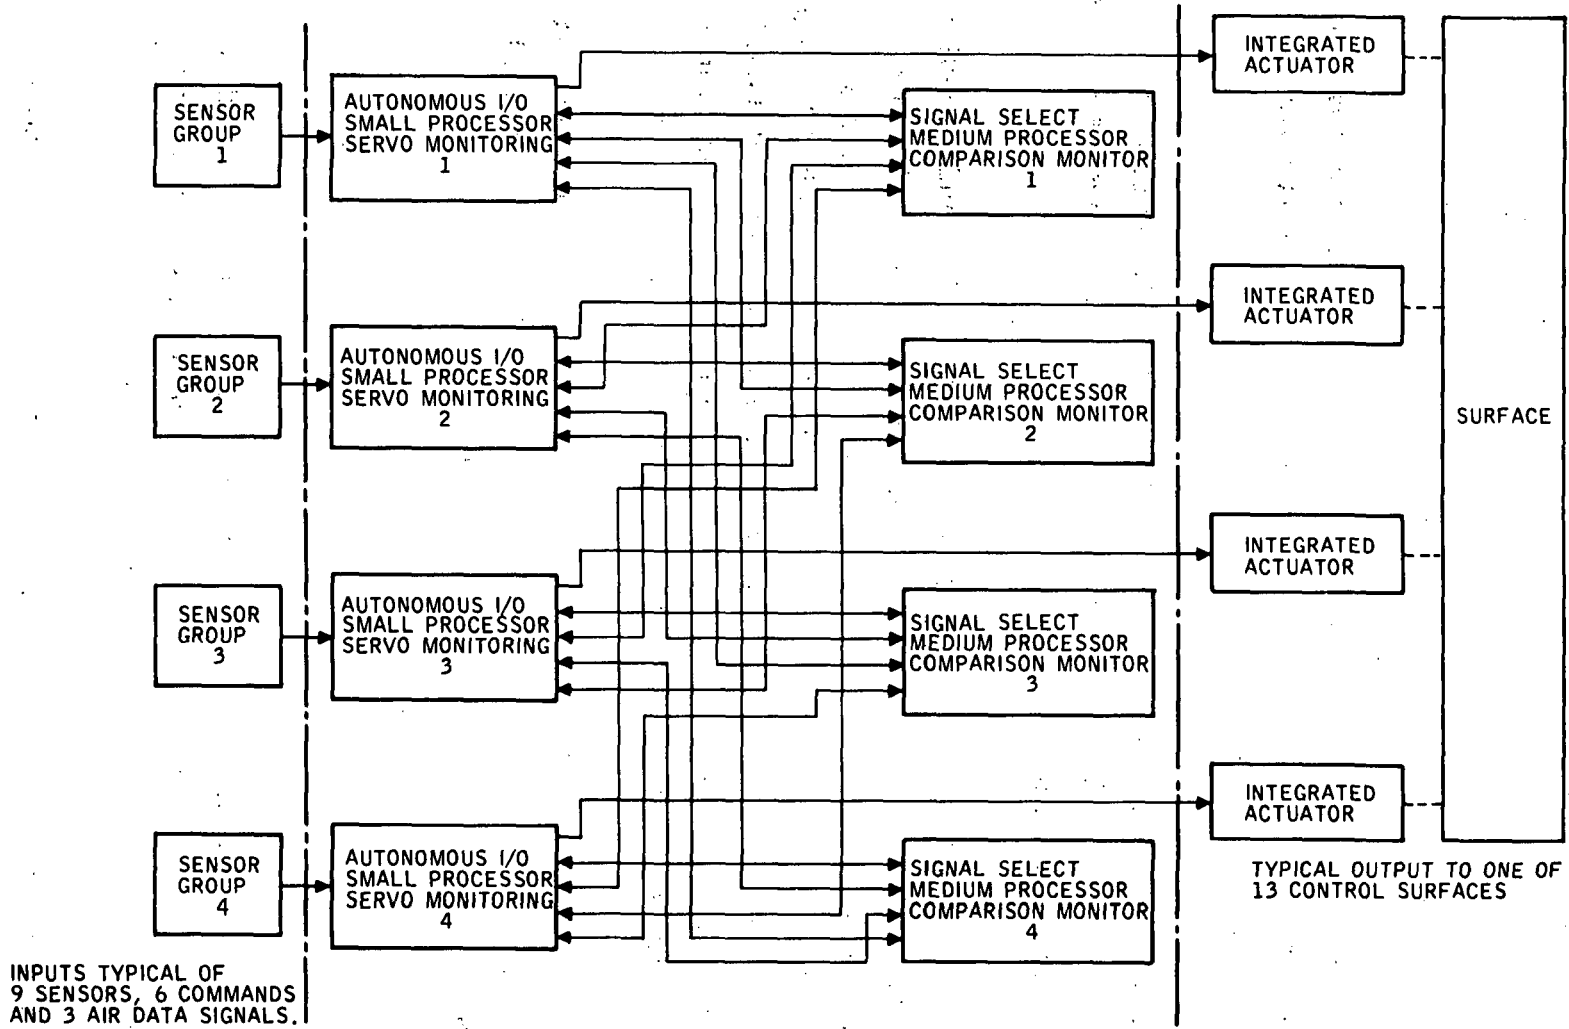 INTEGRATED
ACTUATOR
SENSOR
GROUP
1
AUTONOMOUS I/O
SMALL PROCESSOR
SERVO MONITORING
1
SIGNAL SELECT
MEDIUM PROCESSOR
COMPARISON MONITOR
1
INTEGRATED
ACTUATOR
SENSOR
GROUP
2
AUTONOMOUS I/O
SMALL PROCESSOR
SERVO MONITORING
2
SIGNAL SELECT
MEDIUM PROCESSOR
COMPARISON MONITOR
2
SURFACE
INTEGRATED
ACTUATOR
SENSOR
GROUP
3
AUTONOMOUS I/O
SMALL PROCESSOR
SERVO MONITORING
3
SIGNAL SELECT
MEDIUM PROCESSOR
COMPARISON MONITOR
3
INTEGRATED
ACTUATOR
SENSOR
GROUP
4
AUTONOMOUS I/O
SMALL PROCESSOR
SERVO MONITORING
4
SIGNAL SELECT
MEDIUM PROCESSOR
COMPARISON MONITOR
4
TYPICAL OUTPUT TO ONE OF
13 CONTROL SURFACES
INPUTS TYPICAL OF
9 SENSORS, 6 COMMANDS
AND 3 AIR DATA SIGNALS.